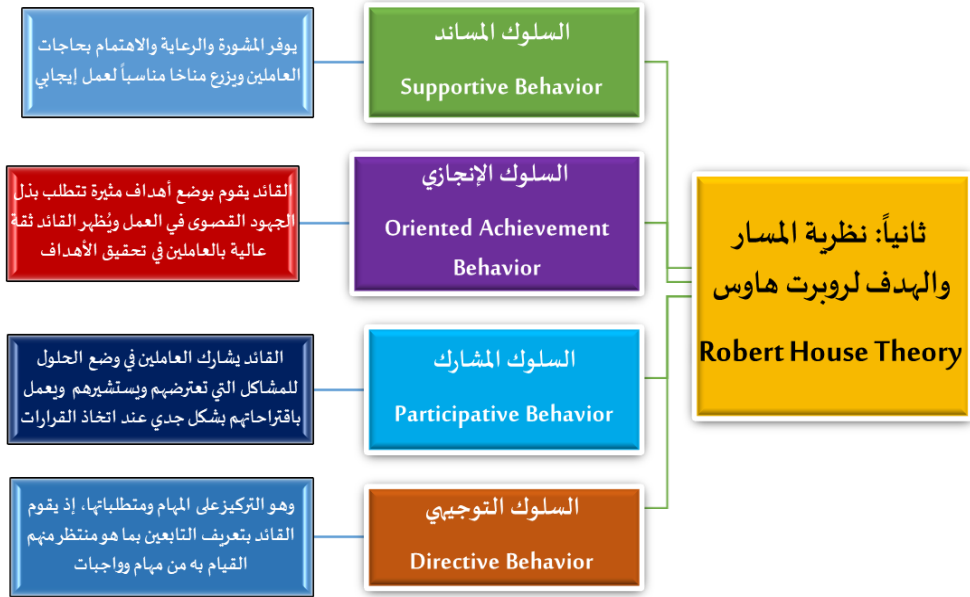 ثانياً: نظرية المسار
والهدف لروبرت هاوس
Robert House Theory
السلوك المساند
Supportive Behavior
يوفر المشورة والرعاية والاهتمام بحاجات
العاملين ويزرع مناخا مناسباً لعمل إيجابي
السلوك الإنجازي
Oriented Achievement
Behavior
القائد يقوم بوضع أهداف مثيرة تتطلب بذل
الجهود القصوى في العمل ويُظهر القائد ثقة
عالية بالعاملين في تحقيق الأهداف
السلوك المشارك
Participative Behavior
القائد يشارك العاملين في وضع الحلول
للمشاكل التي تعترضهم ويستشيرهم ويعمل
باقتراحاتهم بشكل جدي عند اتخاذ القرارات
السلوك التوجيهي
Directive Behavior
وهو التركيز على المهام ومتطلباتها، إذ يقوم
القائد بتعريف التابعين بما هو منتظر منهم
القيام به من مهام وواجبات